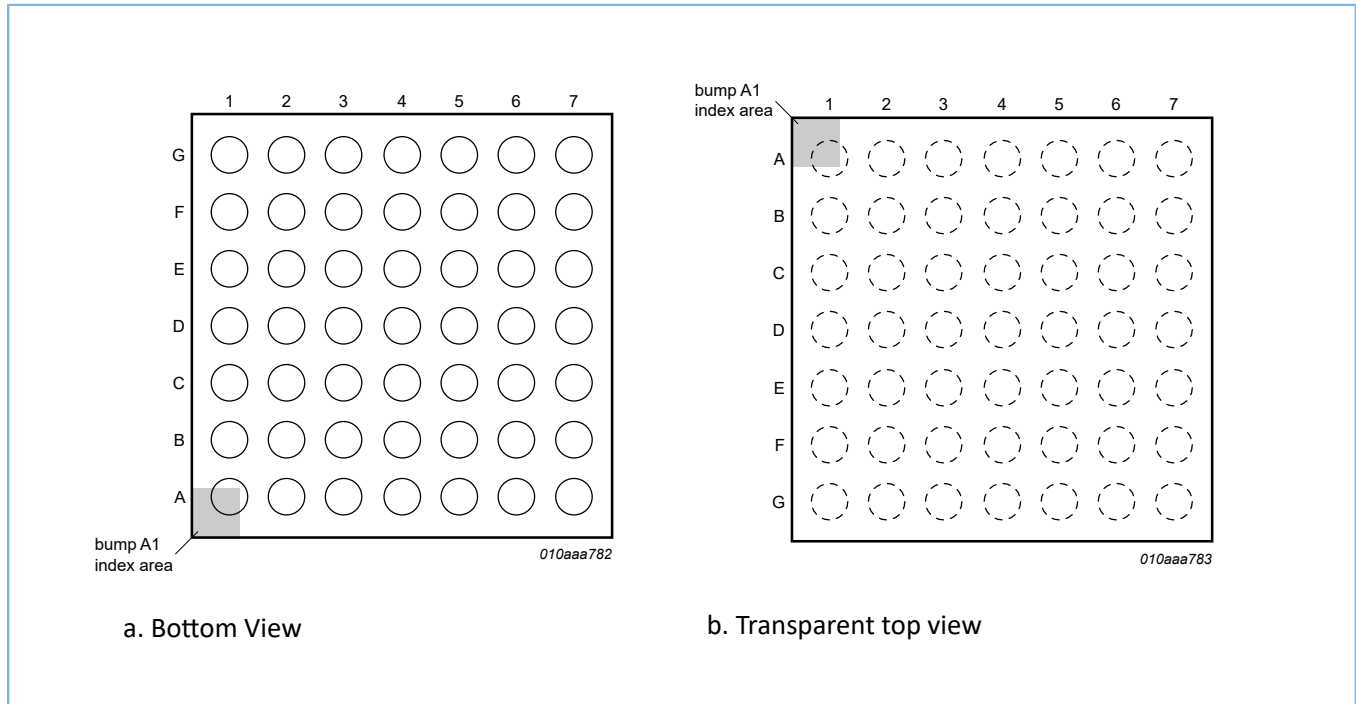 1 2 3 4 5 6 7
G
F
E
D
C
B
A
bump A1
index area
010aaa782
a. Bottom View
bump A1
index area
1 2 3 4 5 6 7
A
B
C
D
E
F
G
010aaa783
b. Transparent top view